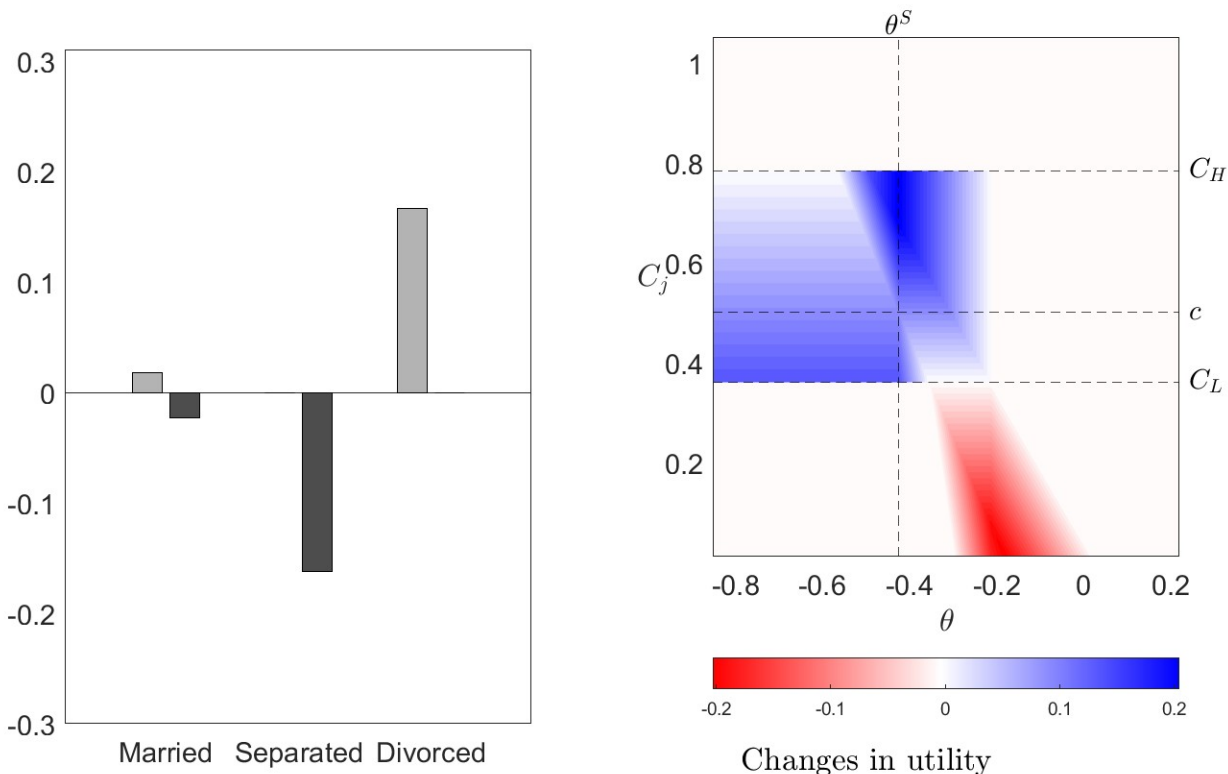 0.3
0.2
0.1
0
-0.1
-0.2
-0.3
Married Separated Divorced
θ^S
1
0.8
0.6
0.4
0.2
C_j
C_H
c
C_L
-0.8 -0.6 -0.4 -0.2 0 0.2
θ
-0.2 -0.1 0 0.1 0.2
Changes in utility